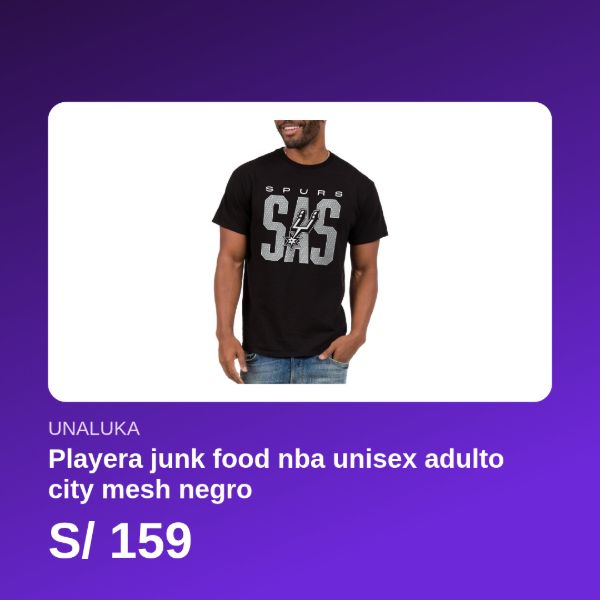 SPURS
SAS
UNALUKA
Playera junk food nba unisex adulto
city mesh negro
S/ 159